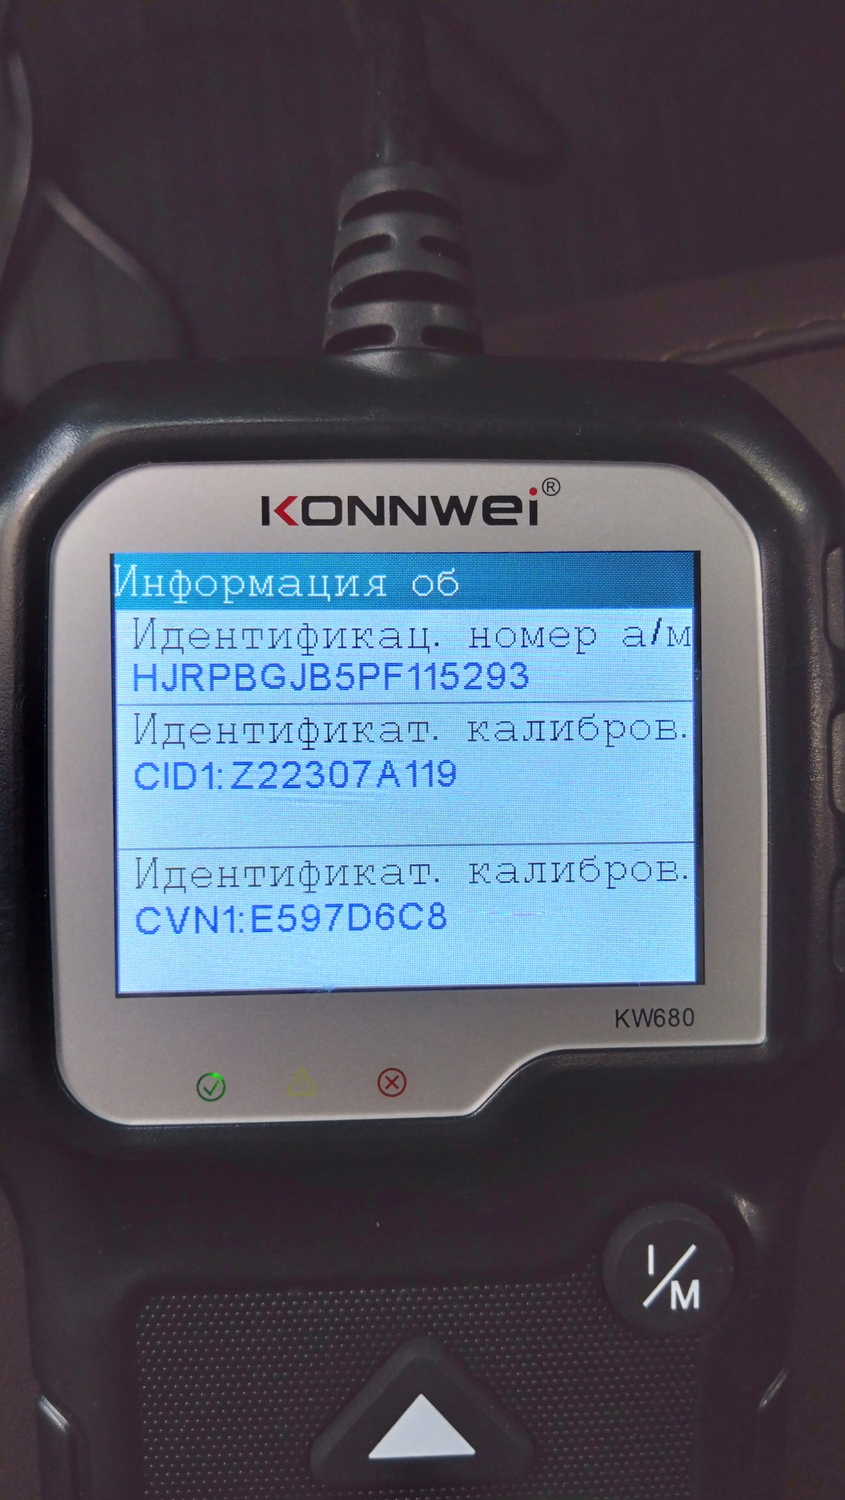 KONNWEI®
Информация об
Идентификац. номер а/м
HJRPBGJB5PF115293
Идентификат. калибров.
CID1:Z22307A119
Идентификат. калибров.
CVN1:E597D6C8
KW680
I/M